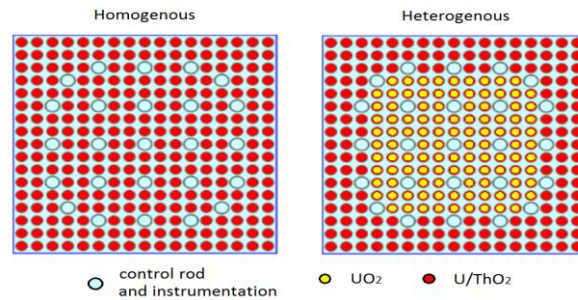 Homogenous
Heterogenous
control rod
and instrumentation
UO₂
U/ThO₂